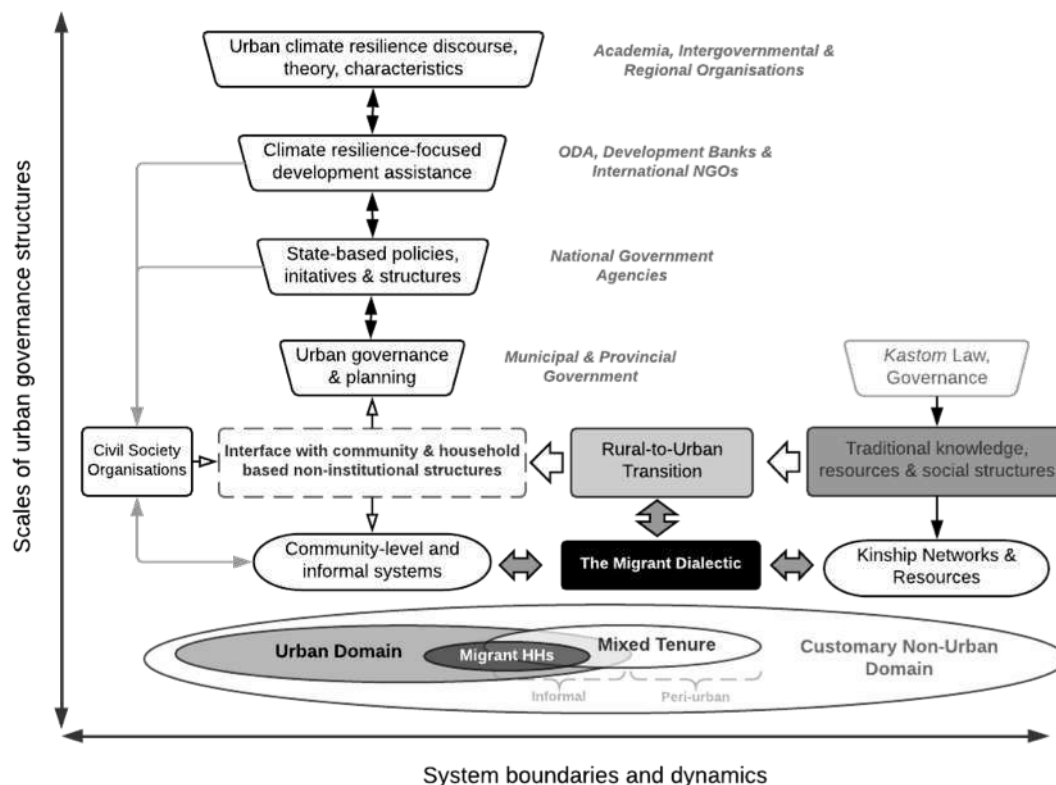 Urban climate resilience discourse,
theory, characteristics
Academia, Intergovernmental &
Regional Organisations
Climate resilience-focused
development assistance
ODA, Development Banks &
International NGOs
State-based policies,
initatives & structures
National Government
Agencies
Urban governance
& planning
Municipal & Provincial
Government
Kastom Law,
Governance
Civil Society
Organisations
Interface with community & household
based non-institutional structures
Rural-to-Urban
Transition
Traditional knowledge,
resources & social structures
Community-level and
informal systems
The Migrant Dialectic
Kinship Networks &
Resources
Urban Domain
Migrant HHs
Mixed Tenure
Customary Non-Urban
Domain
Informal
Peri-urban
Scales of urban governance structures
System boundaries and dynamics